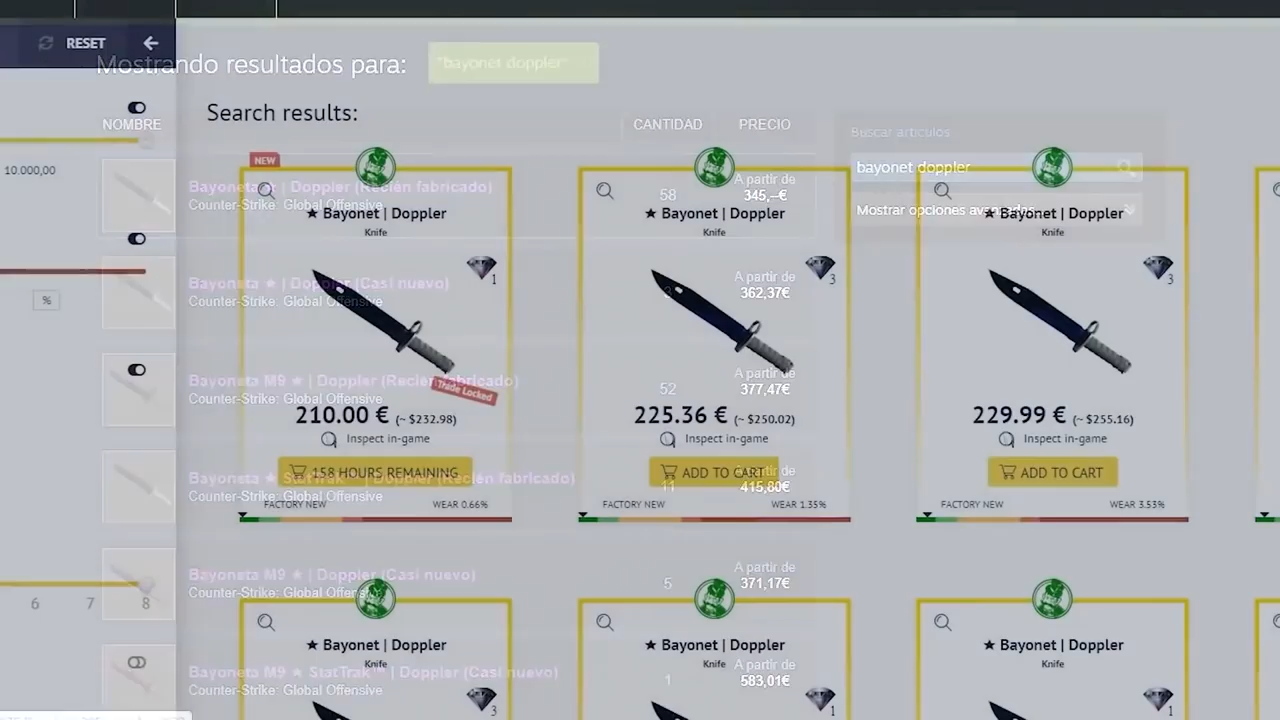 RESET
Mostrando resultados para:
"bayonet doppler"
Search results:
NOMBRE
CANTIDAD
PRECIO
Buscar artículos
bayonet doppler
Mostrar opciones avanzadas
10.000,00
%
6
7
8
Bayoneta ★ | Doppler (Recién fabricado)
Counter-Strike: Global Offensive
58
A partir de
345,--€
Bayoneta ★ | Doppler (Casi nuevo)
Counter-Strike: Global Offensive
A partir de
362,37€
Bayoneta M9 ★ | Doppler (Recién fabricado)
Counter-Strike: Global Offensive
52
A partir de
377,47€
Bayoneta ★ StatTrak™ | Doppler (Recién fabricado)
Counter-Strike: Global Offensive
11
A partir de
415,80€
Bayoneta M9 ★ | Doppler (Casi nuevo)
Counter-Strike: Global Offensive
5
A partir de
371,17€
Bayoneta M9 ★ StatTrak™ | Doppler (Casi nuevo)
Counter-Strike: Global Offensive
1
A partir de
583,01€
NEW
★ Bayonet | Doppler
Knife
1
Trade Locked
210.00 € (~ $232.98)
Inspect in-game
158 HOURS REMAINING
FACTORY NEW
WEAR 0.66%
★ Bayonet | Doppler
Knife
3
225.36 € (~ $250.02)
Inspect in-game
ADD TO CART
FACTORY NEW
WEAR 1.35%
★ Bayonet | Doppler
Knife
3
229.99 € (~ $255.16)
Inspect in-game
ADD TO CART
FACTORY NEW
WEAR 3.53%
★ Bayonet | Doppler
Knife
3
★ Bayonet | Doppler
Knife
1
★ Bayonet | Doppler
Knife
1